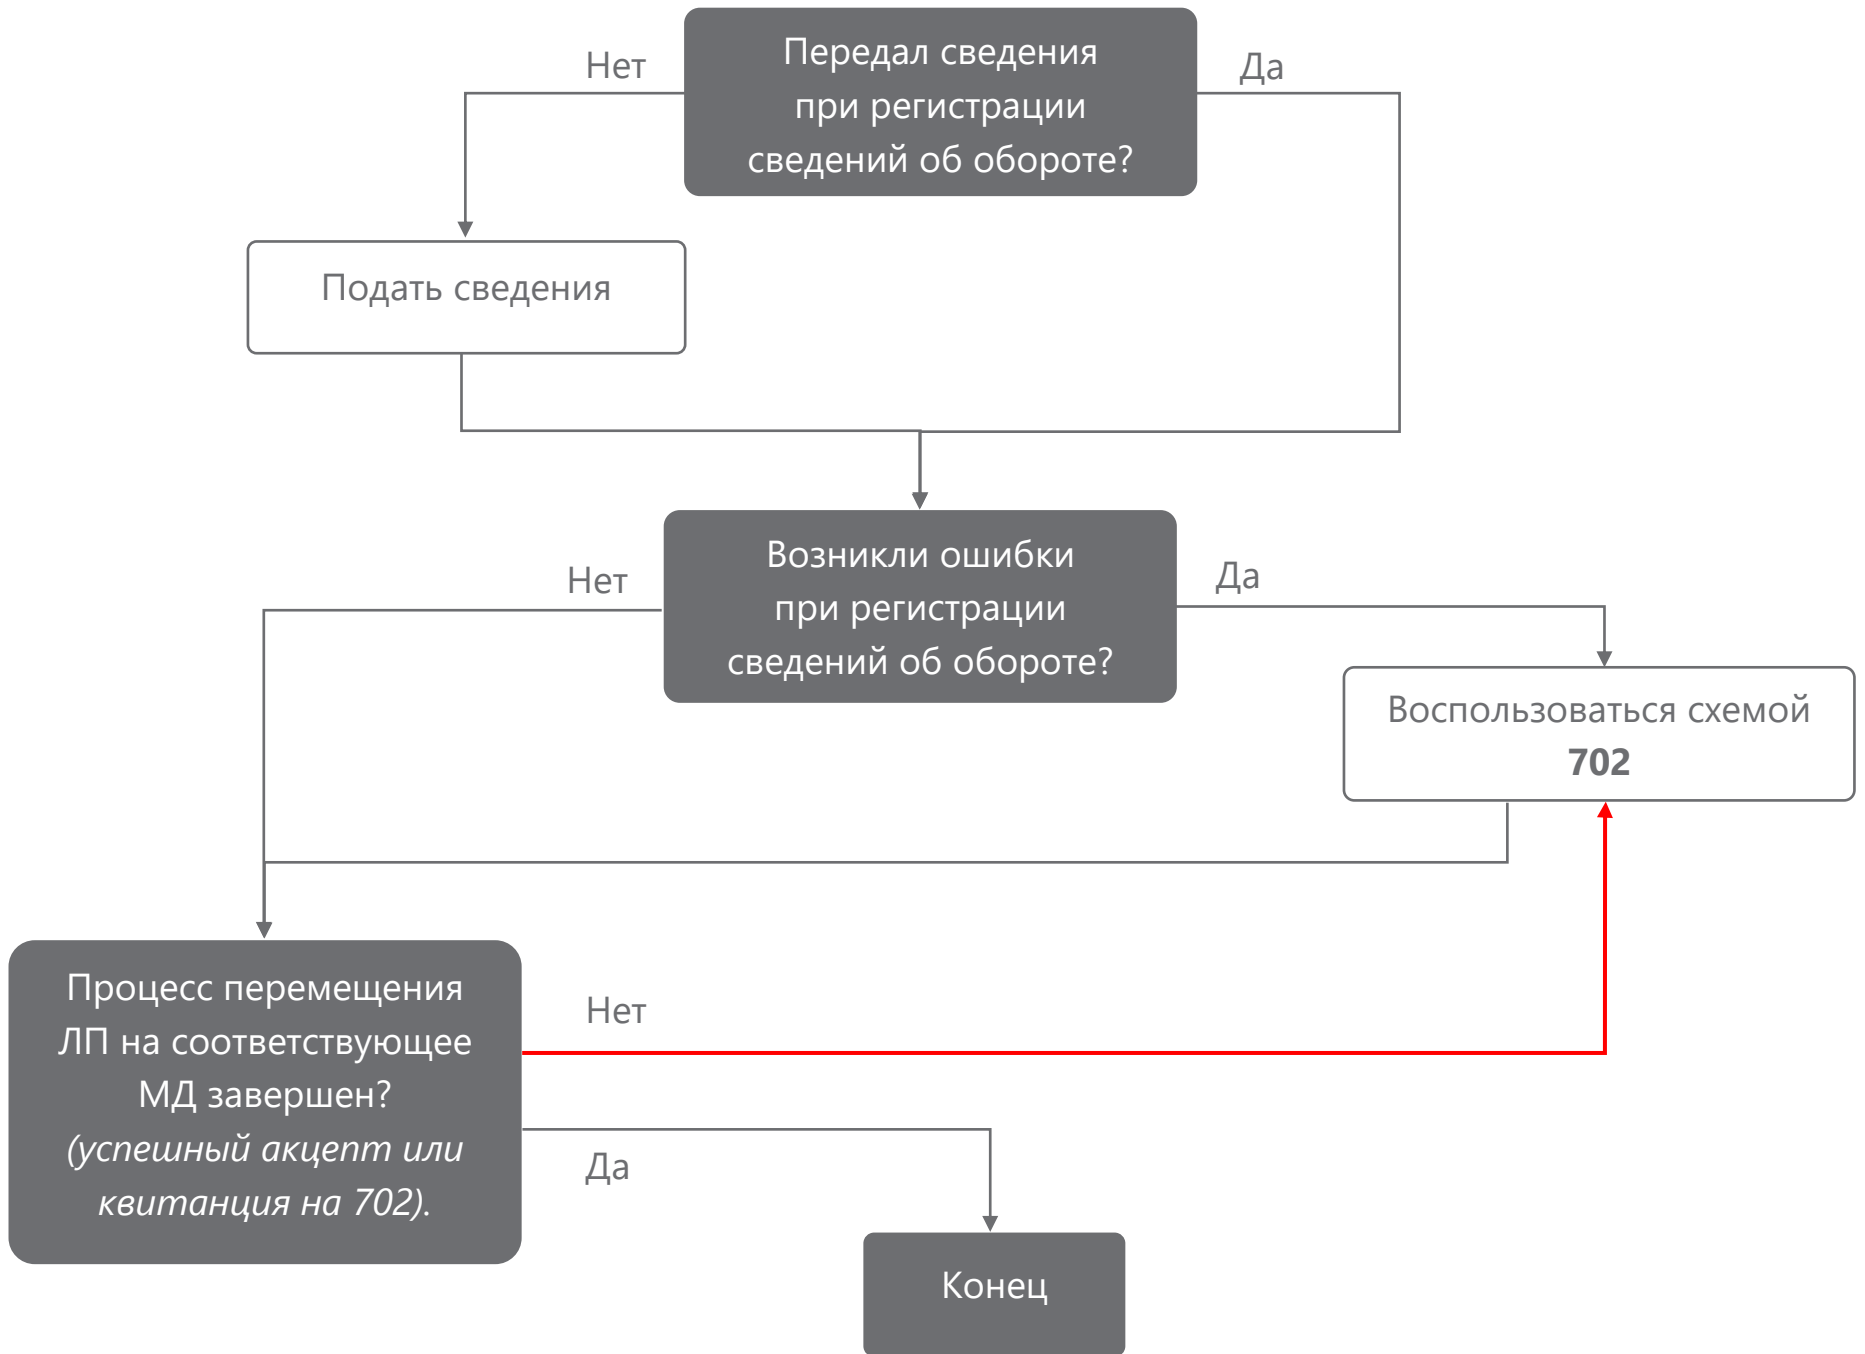 Передал сведения
при регистрации
сведений об обороте?
Нет
Да
Подать сведения
Возникли ошибки
при регистрации
сведений об обороте?
Нет
Да
Воспользоваться схемой
702
Процесс перемещения
ЛП на соответствующее
МД завершен?
(успешный акцепт или
квитанция на 702).
Нет
Да
Конец